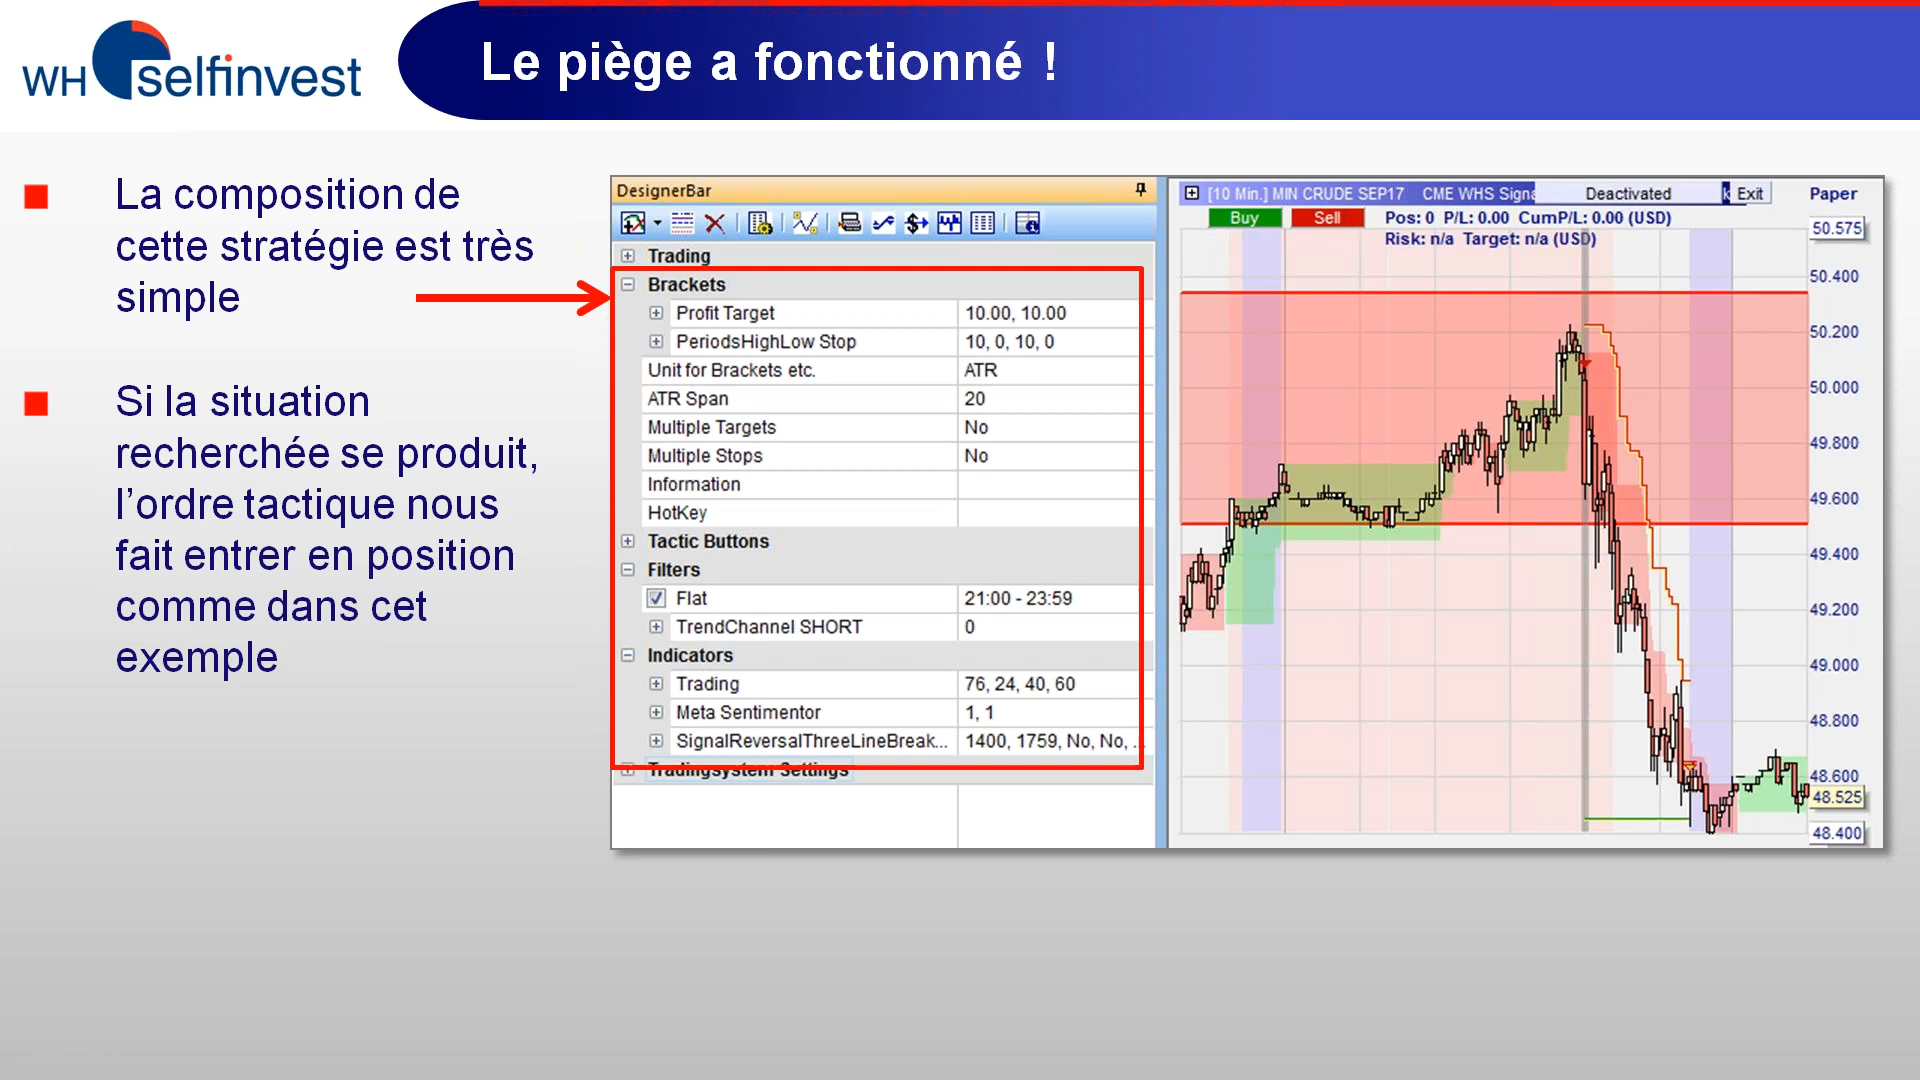 WH selfinvest
Le piège a fonctionné !
La composition de
cette stratégie est très
simple
Si la situation
recherchée se produit,
l'ordre tactique nous
fait entrer en position
comme dans cet
exemple
DesignerBar
Trading
Brackets
Profit Target 10.00, 10.00
PeriodsHighLow Stop 10, 0, 10, 0
Unit for Brackets etc. ATR
ATR Span 20
Multiple Targets No
Multiple Stops No
Information
HotKey
Tactic Buttons
Filters
Flat 21:00 - 23:59
TrendChannel SHORT 0
Indicators
Trading 76, 24, 40, 60
Meta Sentimentor 1, 1
SignalReversalThreeLineBreak... 1400, 1759, No, No, ...
Tradingsystem Settings
[10 Min.] MIN CRUDE SEP17 CME WHS Signa Deactivated k Exit Paper
Buy Sell Pos: 0 P/L: 0.00 CumP/L: 0.00 (USD)
Risk: n/a Target: n/a (USD)
50.575
50.400
50.200
50.000
49.800
49.600
49.400
49.200
49.000
48.800
48.600
48.525
48.400